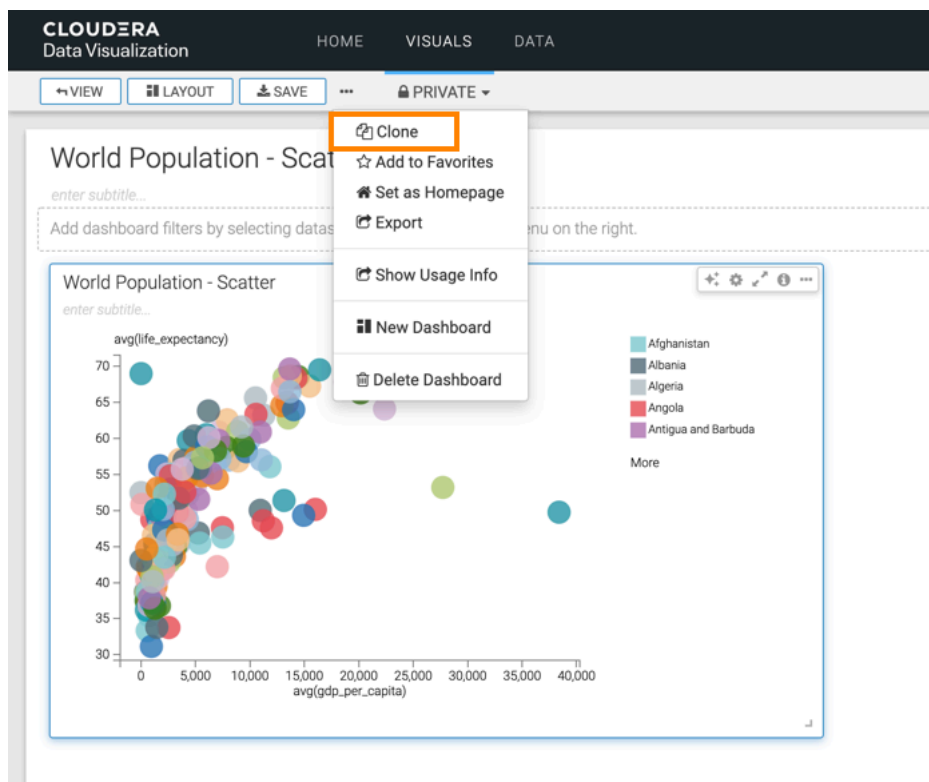 CLOUDERA
Data Visualization
HOME VISUALS DATA
VIEW LAYOUT SAVE ... PRIVATE
Clone
World Population - Scat
Add to Favorites
enter subtitle...
Set as Homepage
Add dashboard filters by selecting datas
Export
enu on the right.
Show Usage Info
World Population - Scatter
enter subtitle...
New Dashboard
avg(life_expectancy)
Afghanistan
70
Albania
Delete Dashboard
Algeria
65
Angola
60
Antigua and Barbuda
55
More
50
45
40
35
30
0 5,000 10,000 15,000 20,000 25,000 30,000 35,000 40,000
avg(gdp_per_capita)